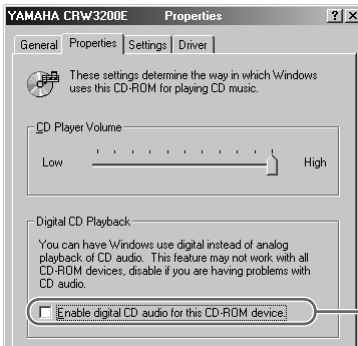 YAMAHA CRW3200E Properties
General Properties Settings Driver
These settings determine the way in which Windows
uses this CD-ROM for playing CD music.
CD Player Volume
Low High
Digital CD Playback
You can have Windows use digital instead of analog
playback of CD audio. This feature may not work with all
CD-ROM devices, disable if you are having problems with
CD audio.
Enable digital CD audio for this CD-ROM device.